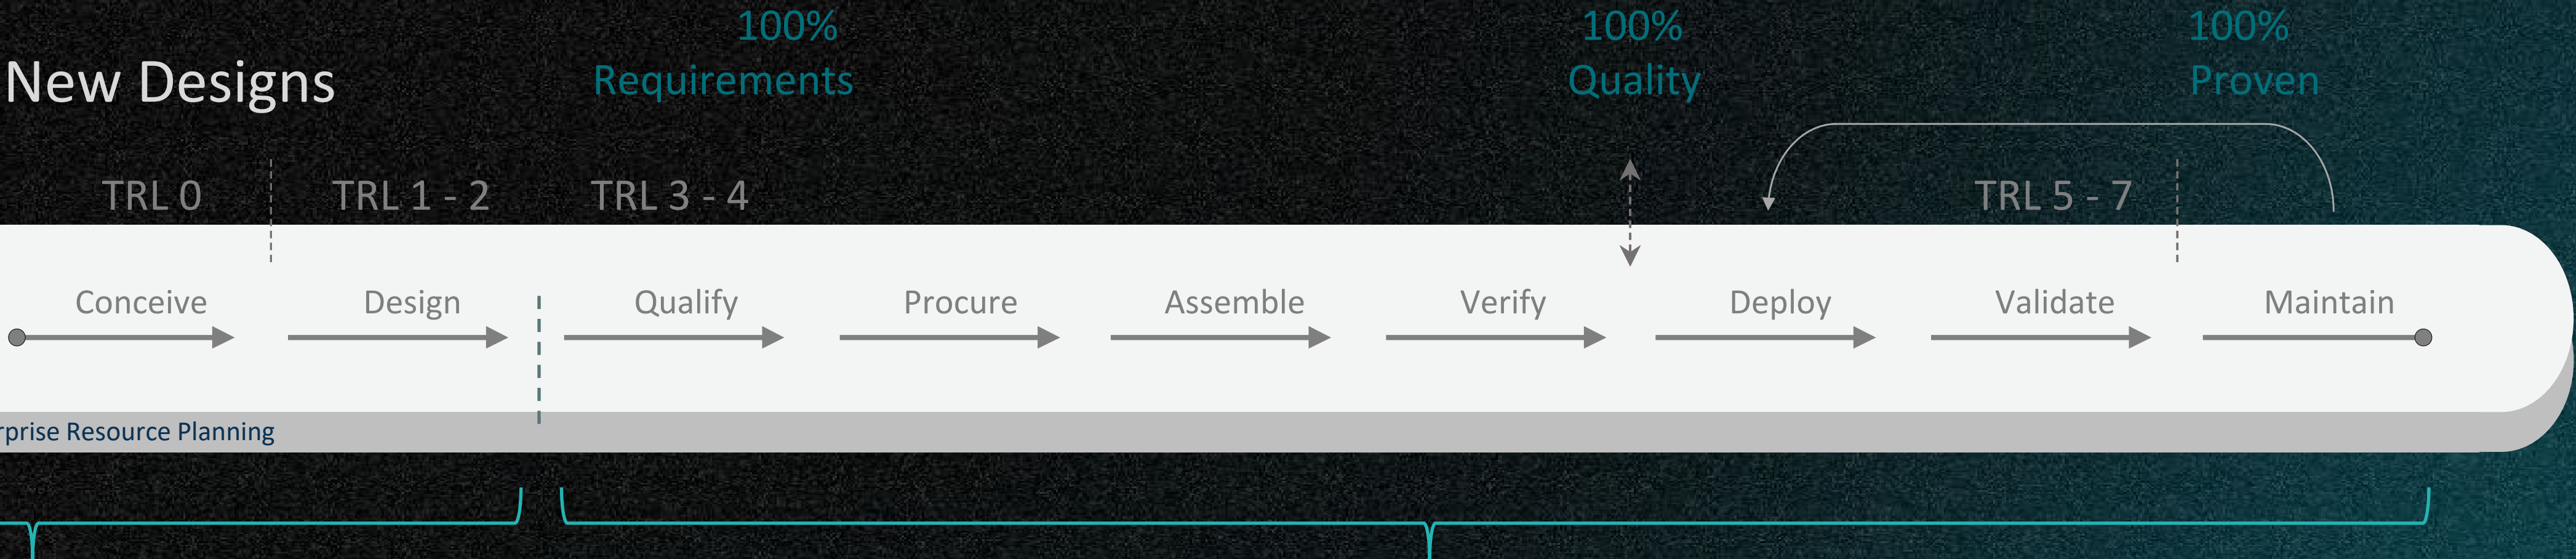 100%
Requirements
100%
Quality
100%
Proven
New Designs
TRL 0
TRL 1 - 2
TRL 3 - 4
TRL 5 - 7
Conceive
Design
Qualify
Procure
Assemble
Verify
Deploy
Validate
Maintain
Resource Planning